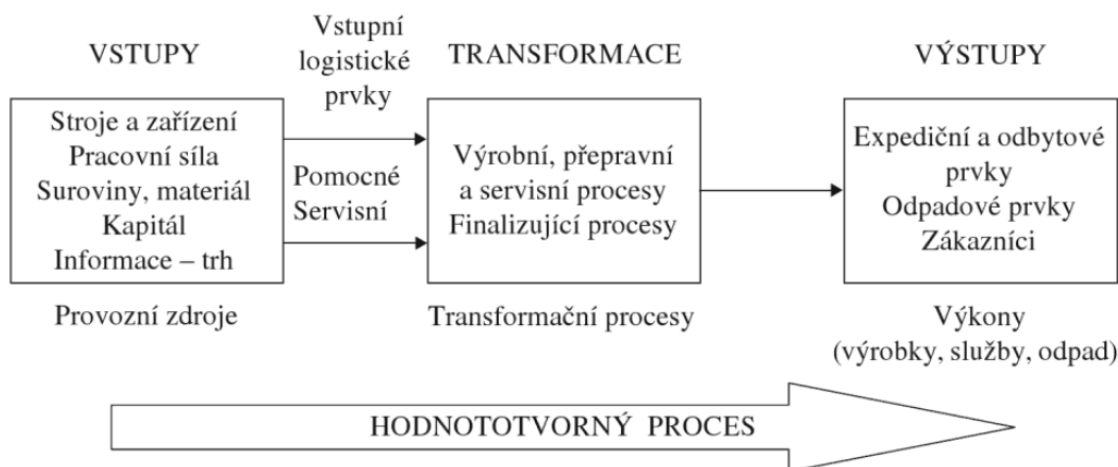 VSTUPY
Vstupní
logistické
prvky
TRANSFORMACE
VÝSTUPY
Stroje a zařízení
Pracovní síla
Suroviny, materiál
Kapitál
Informace – trh
Pomocné
Servisní
Výrobní, přepravní
a servisní procesy
Finalizující procesy
Expediční a odbytové
prvky
Odpadové prvky
Zákazníci
Provozní zdroje
Transformační procesy
Výkony
(výrobky, služby, odpad)
HODNOTOTVORNÝ PROCES